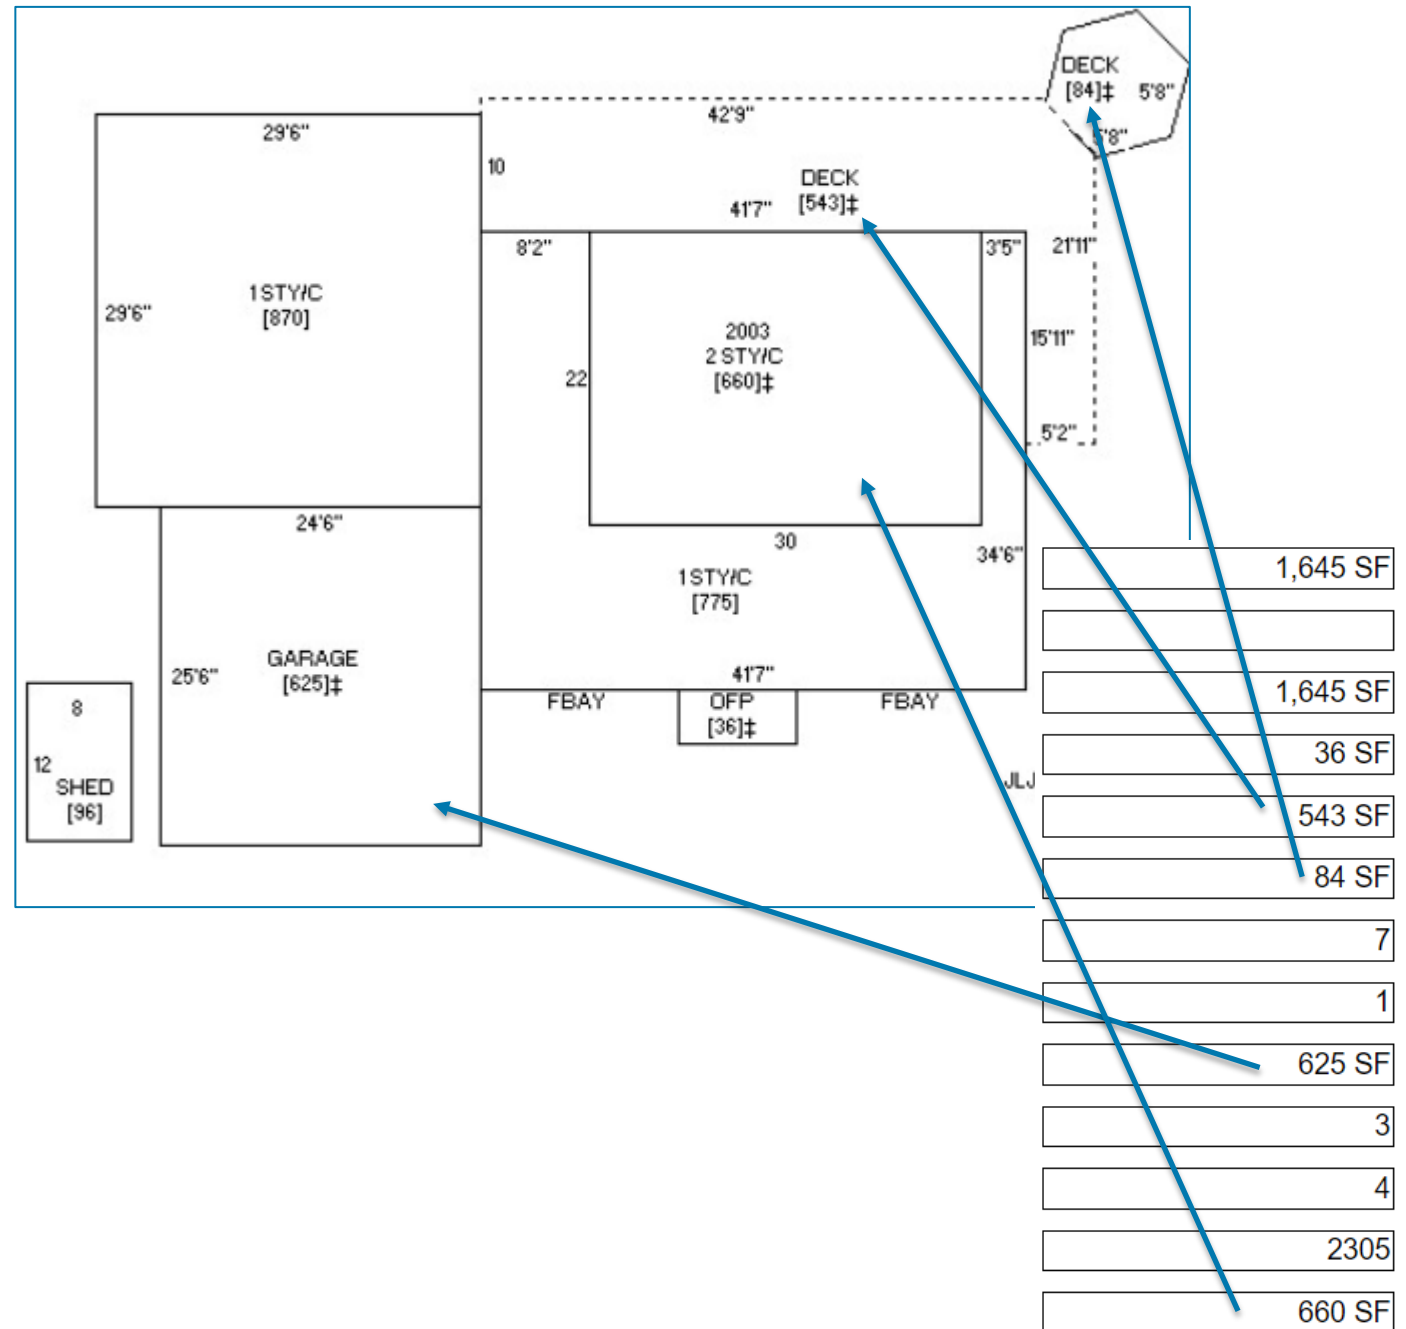 DECK
[84]‡
5'8"
5'8"
42'9"
29'6"
10
DECK
[543]‡
41'7"
8'2"
3'5"
21'11"
1 STY/C
[870]
29'6"
2003
2 STY/C
[660]‡
15'11"
22
5'2"
24'6"
30
34'6"
1 STY/C
[775]
GARAGE
[625]‡
25'6"
41'7"
FBAY
OFP
[36]‡
FBAY
8
12
SHED
[96]
JLJ
1,645 SF
1,645 SF
36 SF
543 SF
84 SF
7
1
625 SF
3
4
2305
660 SF